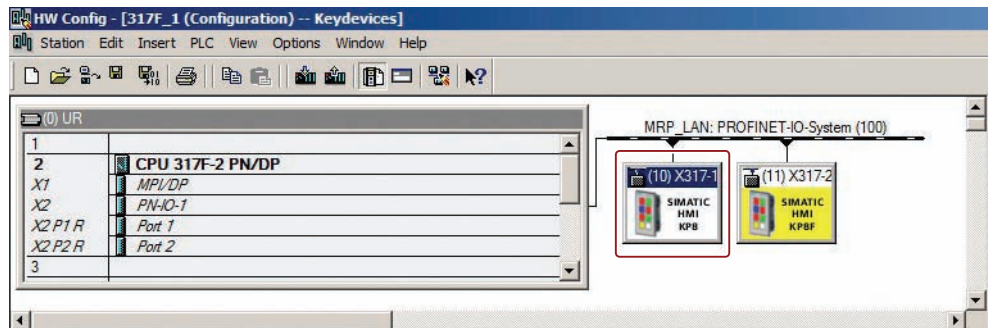 HW Config - [317F_1 (Configuration) -- Keydevices]
Station Edit Insert PLC View Options Window Help
(0) UR
1
2 CPU 317F-2 PN/DP
X1 MPI/DP
X2 PN-IO-1
X2 P1 R Port 1
X2 P2 R Port 2
3
MRP_LAN: PROFINET-IO-System (100)
(10) X317-1
SIMATIC
HMI
KP8
(11) X317-2
SIMATIC
HMI
KP8F